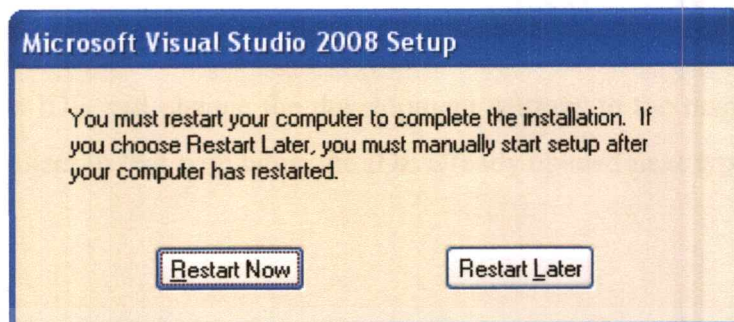 Microsoft Visual Studio 2008 Setup
You must restart your computer to complete the installation. If
you choose Restart Later, you must manually start setup after
your computer has restarted.
Restart Now
Restart Later